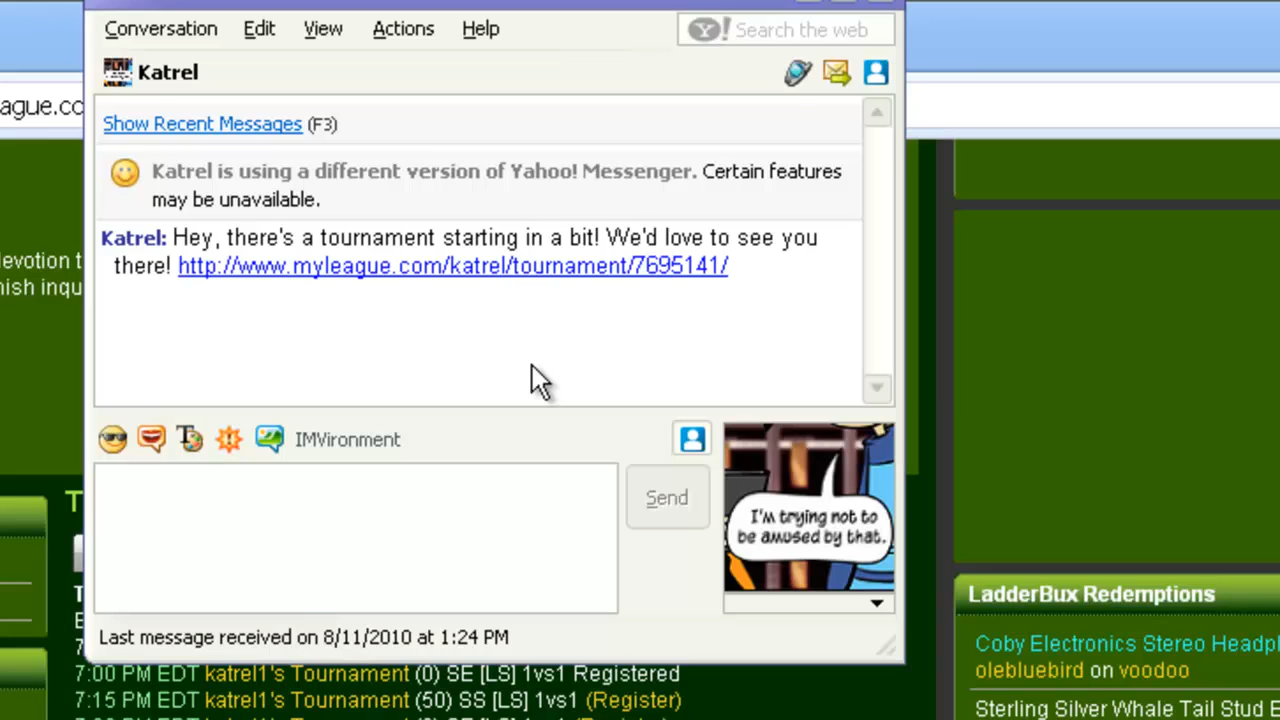 Conversation Edit View Actions Help Y! Search the web
ague.co
Katrel
Show Recent Messages (F3)
Katrel is using a different version of Yahoo! Messenger. Certain features
may be unavailable.
Katrel: Hey, there's a tournament starting in a bit! We'd love to see you
there! http://www.myleague.com/katrel/tournament/7695141/
levotion t
nish inqu
IMVironment
Send
I'm trying not to
be amused by that.
LadderBux Redemptions
Last message received on 8/11/2010 at 1:24 PM
Coby Electronics Stereo Headp
olebluebird on voodoo
7:00 PM EDT katrel1's Tournament (0) SE [LS] 1vs1 Registered
7:15 PM EDT katrel1's Tournament (50) SS [LS] 1vs1 (Register)
Sterling Silver Whale Tail Stud E